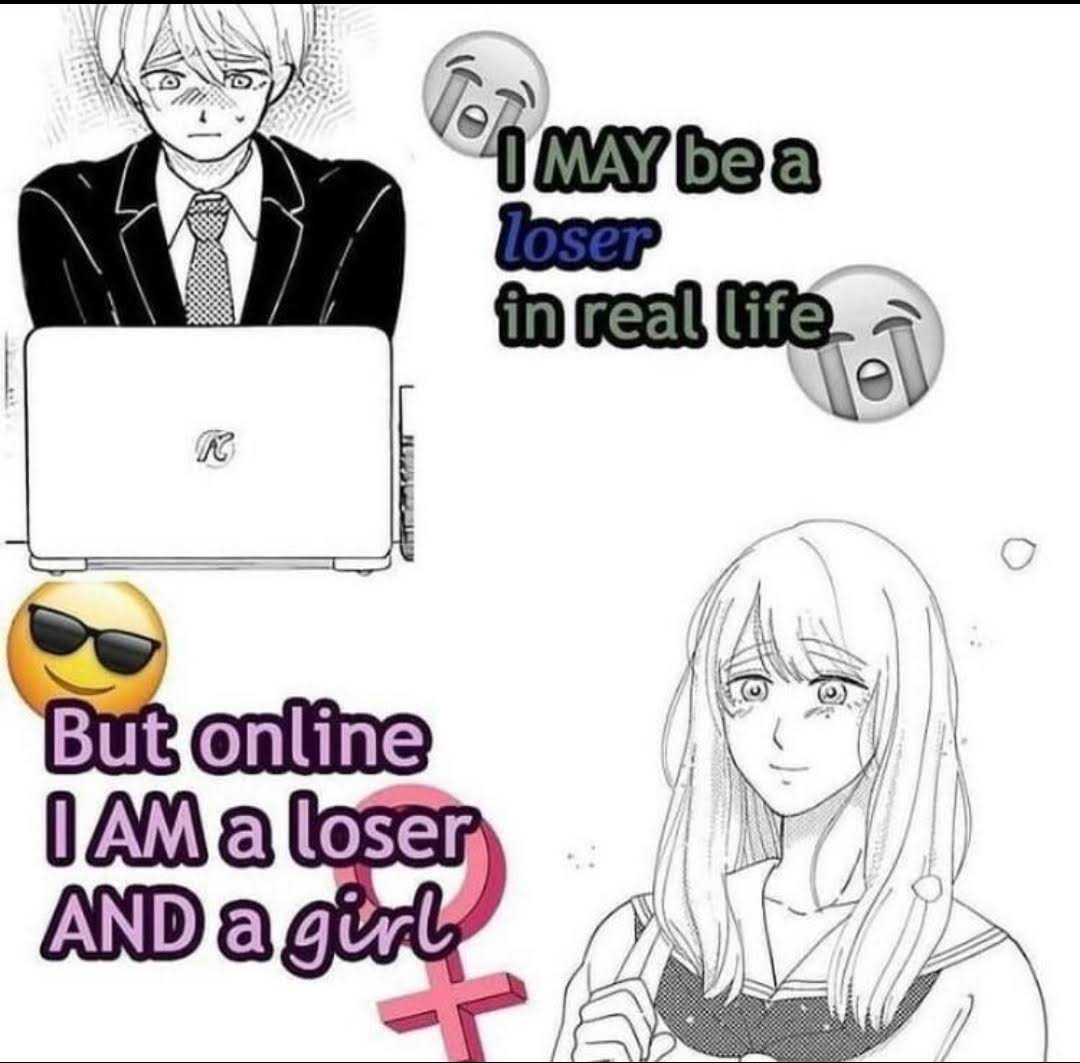 I MAY be a
loser
in real life
But online
I AM a loser
AND a girl